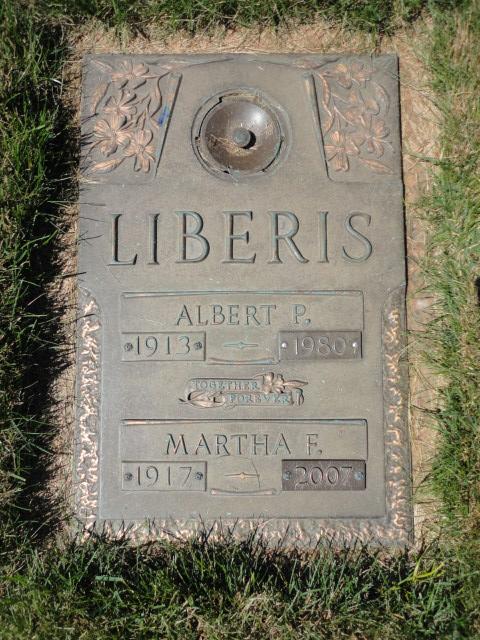 LIBERIS
ALBERT P.
1913 1980
TOGETHER
FOREVER
MARTHA F.
1917 2007